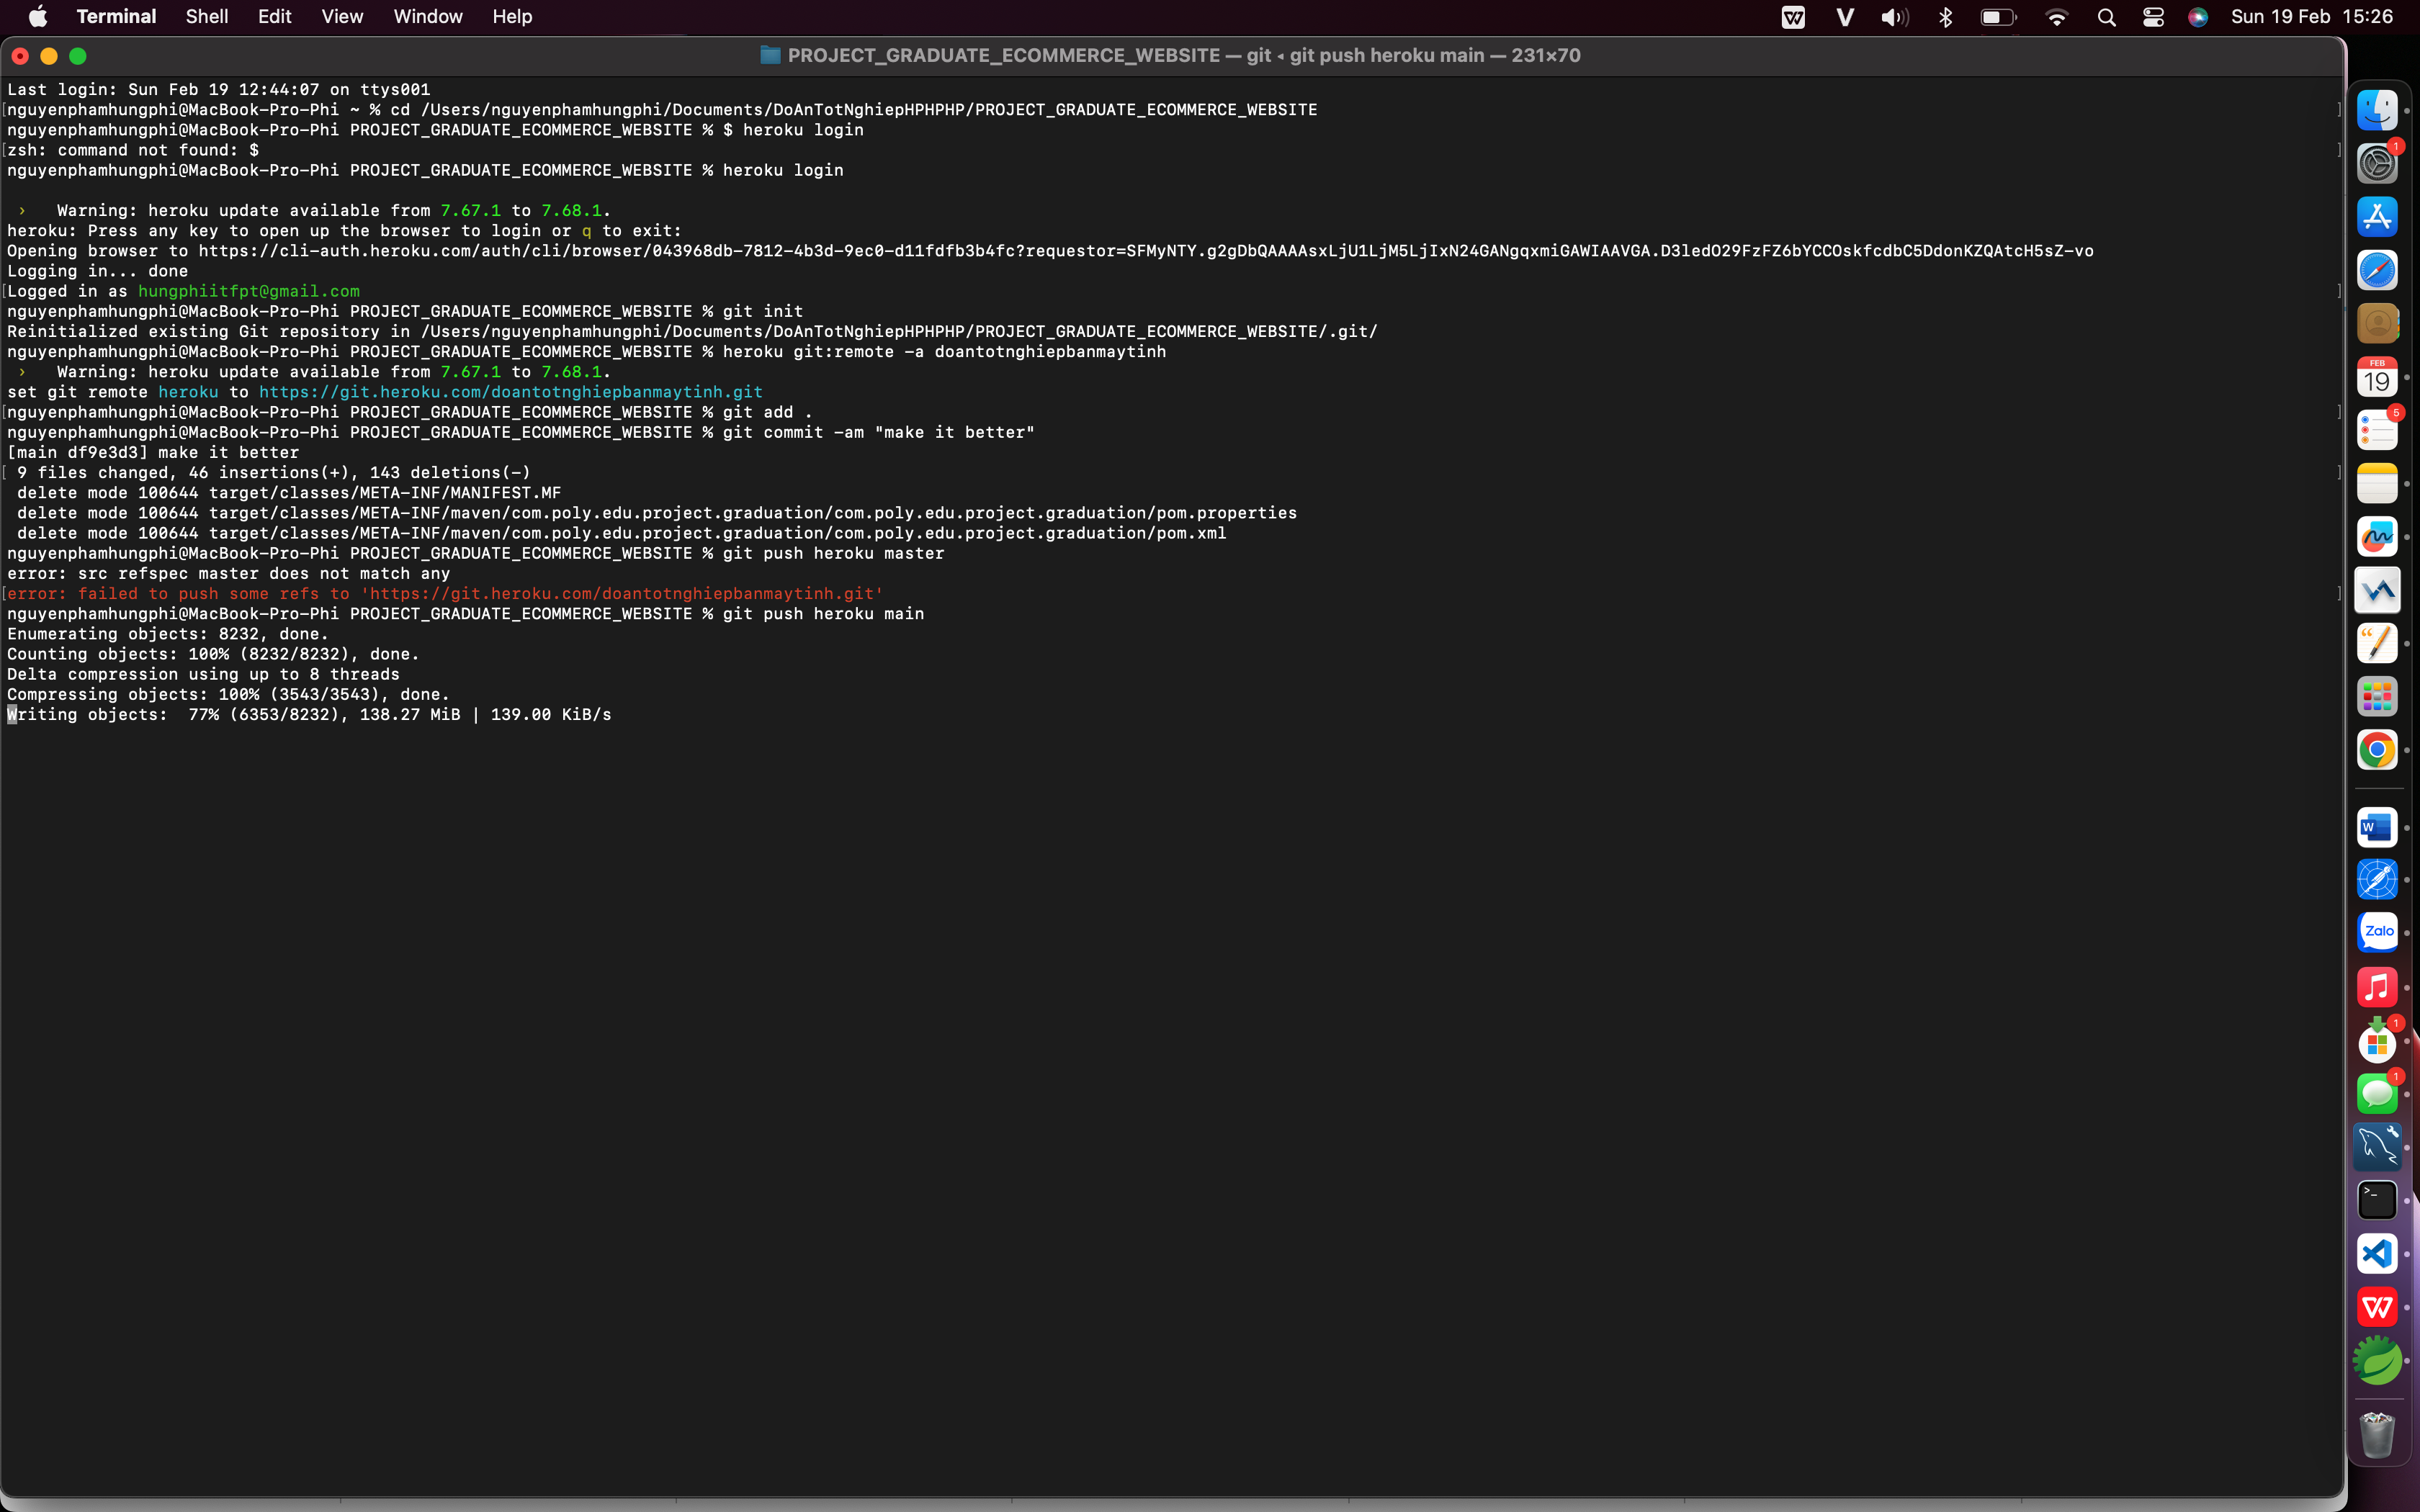 Terminal Shell Edit View Window Help Sun 19 Feb 15:26
PROJECT_GRADUATE_ECOMMERCE_WEBSITE — git ◂ git push heroku main — 231×70
Last login: Sun Feb 19 12:44:07 on ttys001
[nguyenphamhungphi@MacBook-Pro-Phi ~ % cd /Users/nguyenphamhungphi/Documents/DoAnTotNghiepHPHPHP/PROJECT_GRADUATE_ECOMMERCE_WEBSITE ]
nguyenphamhungphi@MacBook-Pro-Phi PROJECT_GRADUATE_ECOMMERCE_WEBSITE % $ heroku login
[zsh: command not found: $ ]
nguyenphamhungphi@MacBook-Pro-Phi PROJECT_GRADUATE_ECOMMERCE_WEBSITE % heroku login
› Warning: heroku update available from 7.67.1 to 7.68.1.
heroku: Press any key to open up the browser to login or q to exit:
Opening browser to https://cli-auth.heroku.com/auth/cli/browser/043968db-7812-4b3d-9ec0-d11fdfb3b4fc?requestor=SFMyNTY.g2gDbQAAAAsxLjU1LjM5LjIxN24GANgqxmiGAWIAAVGA.D3ledO29FzFZ6bYCCOskfcdbC5DdonKZQAtcH5sZ-vo
Logging in... done
[Logged in as hungphiitfpt@gmail.com ]
nguyenphamhungphi@MacBook-Pro-Phi PROJECT_GRADUATE_ECOMMERCE_WEBSITE % git init
Reinitialized existing Git repository in /Users/nguyenphamhungphi/Documents/DoAnTotNghiepHPHPHP/PROJECT_GRADUATE_ECOMMERCE_WEBSITE/.git/
nguyenphamhungphi@MacBook-Pro-Phi PROJECT_GRADUATE_ECOMMERCE_WEBSITE % heroku git:remote -a doantotnghiepbanmaytinh
› Warning: heroku update available from 7.67.1 to 7.68.1.
set git remote heroku to https://git.heroku.com/doantotnghiepbanmaytinh.git
[nguyenphamhungphi@MacBook-Pro-Phi PROJECT_GRADUATE_ECOMMERCE_WEBSITE % git add . ]
nguyenphamhungphi@MacBook-Pro-Phi PROJECT_GRADUATE_ECOMMERCE_WEBSITE % git commit -am "make it better"
[main df9e3d3] make it better
[ 9 files changed, 46 insertions(+), 143 deletions(-) ]
delete mode 100644 target/classes/META-INF/MANIFEST.MF
delete mode 100644 target/classes/META-INF/maven/com.poly.edu.project.graduation/com.poly.edu.project.graduation/pom.properties
delete mode 100644 target/classes/META-INF/maven/com.poly.edu.project.graduation/com.poly.edu.project.graduation/pom.xml
nguyenphamhungphi@MacBook-Pro-Phi PROJECT_GRADUATE_ECOMMERCE_WEBSITE % git push heroku master
error: src refspec master does not match any
[error: failed to push some refs to 'https://git.heroku.com/doantotnghiepbanmaytinh.git' ]
nguyenphamhungphi@MacBook-Pro-Phi PROJECT_GRADUATE_ECOMMERCE_WEBSITE % git push heroku main
Enumerating objects: 8232, done.
Counting objects: 100% (8232/8232), done.
Delta compression using up to 8 threads
Compressing objects: 100% (3543/3543), done.
Writing objects: 77% (6353/8232), 138.27 MiB | 139.00 KiB/s
1
FEB
19
5
W
Zalo
1
1
>_